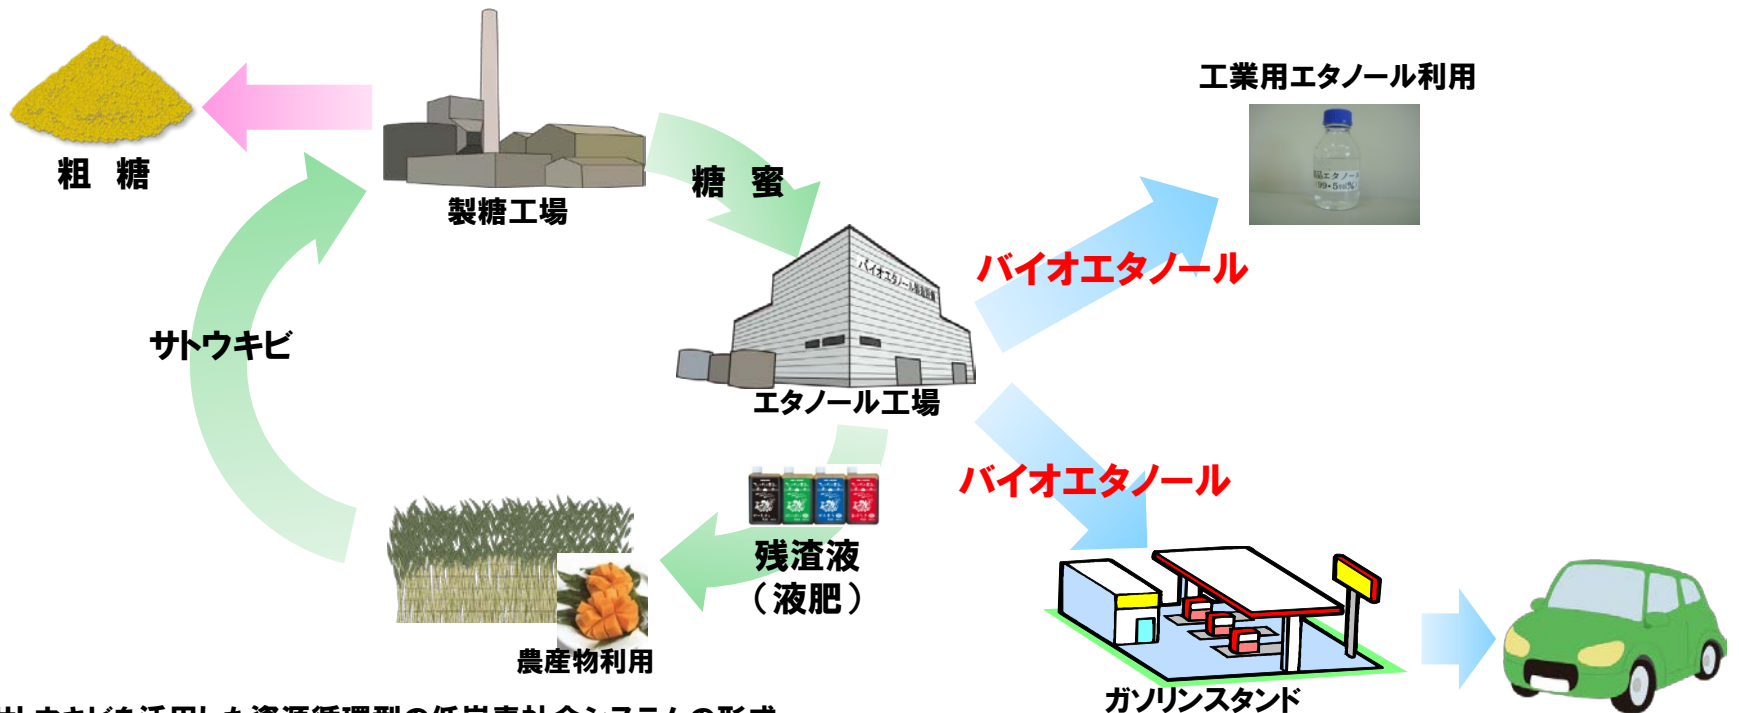 粗 糖
製糖工場
糖 蜜
工業用エタノール利用
バイオエタノール
サトウキビ
エタノール工場
バイオエタノール
残渣液
（液肥）
農産物利用
ガソリンスタンド